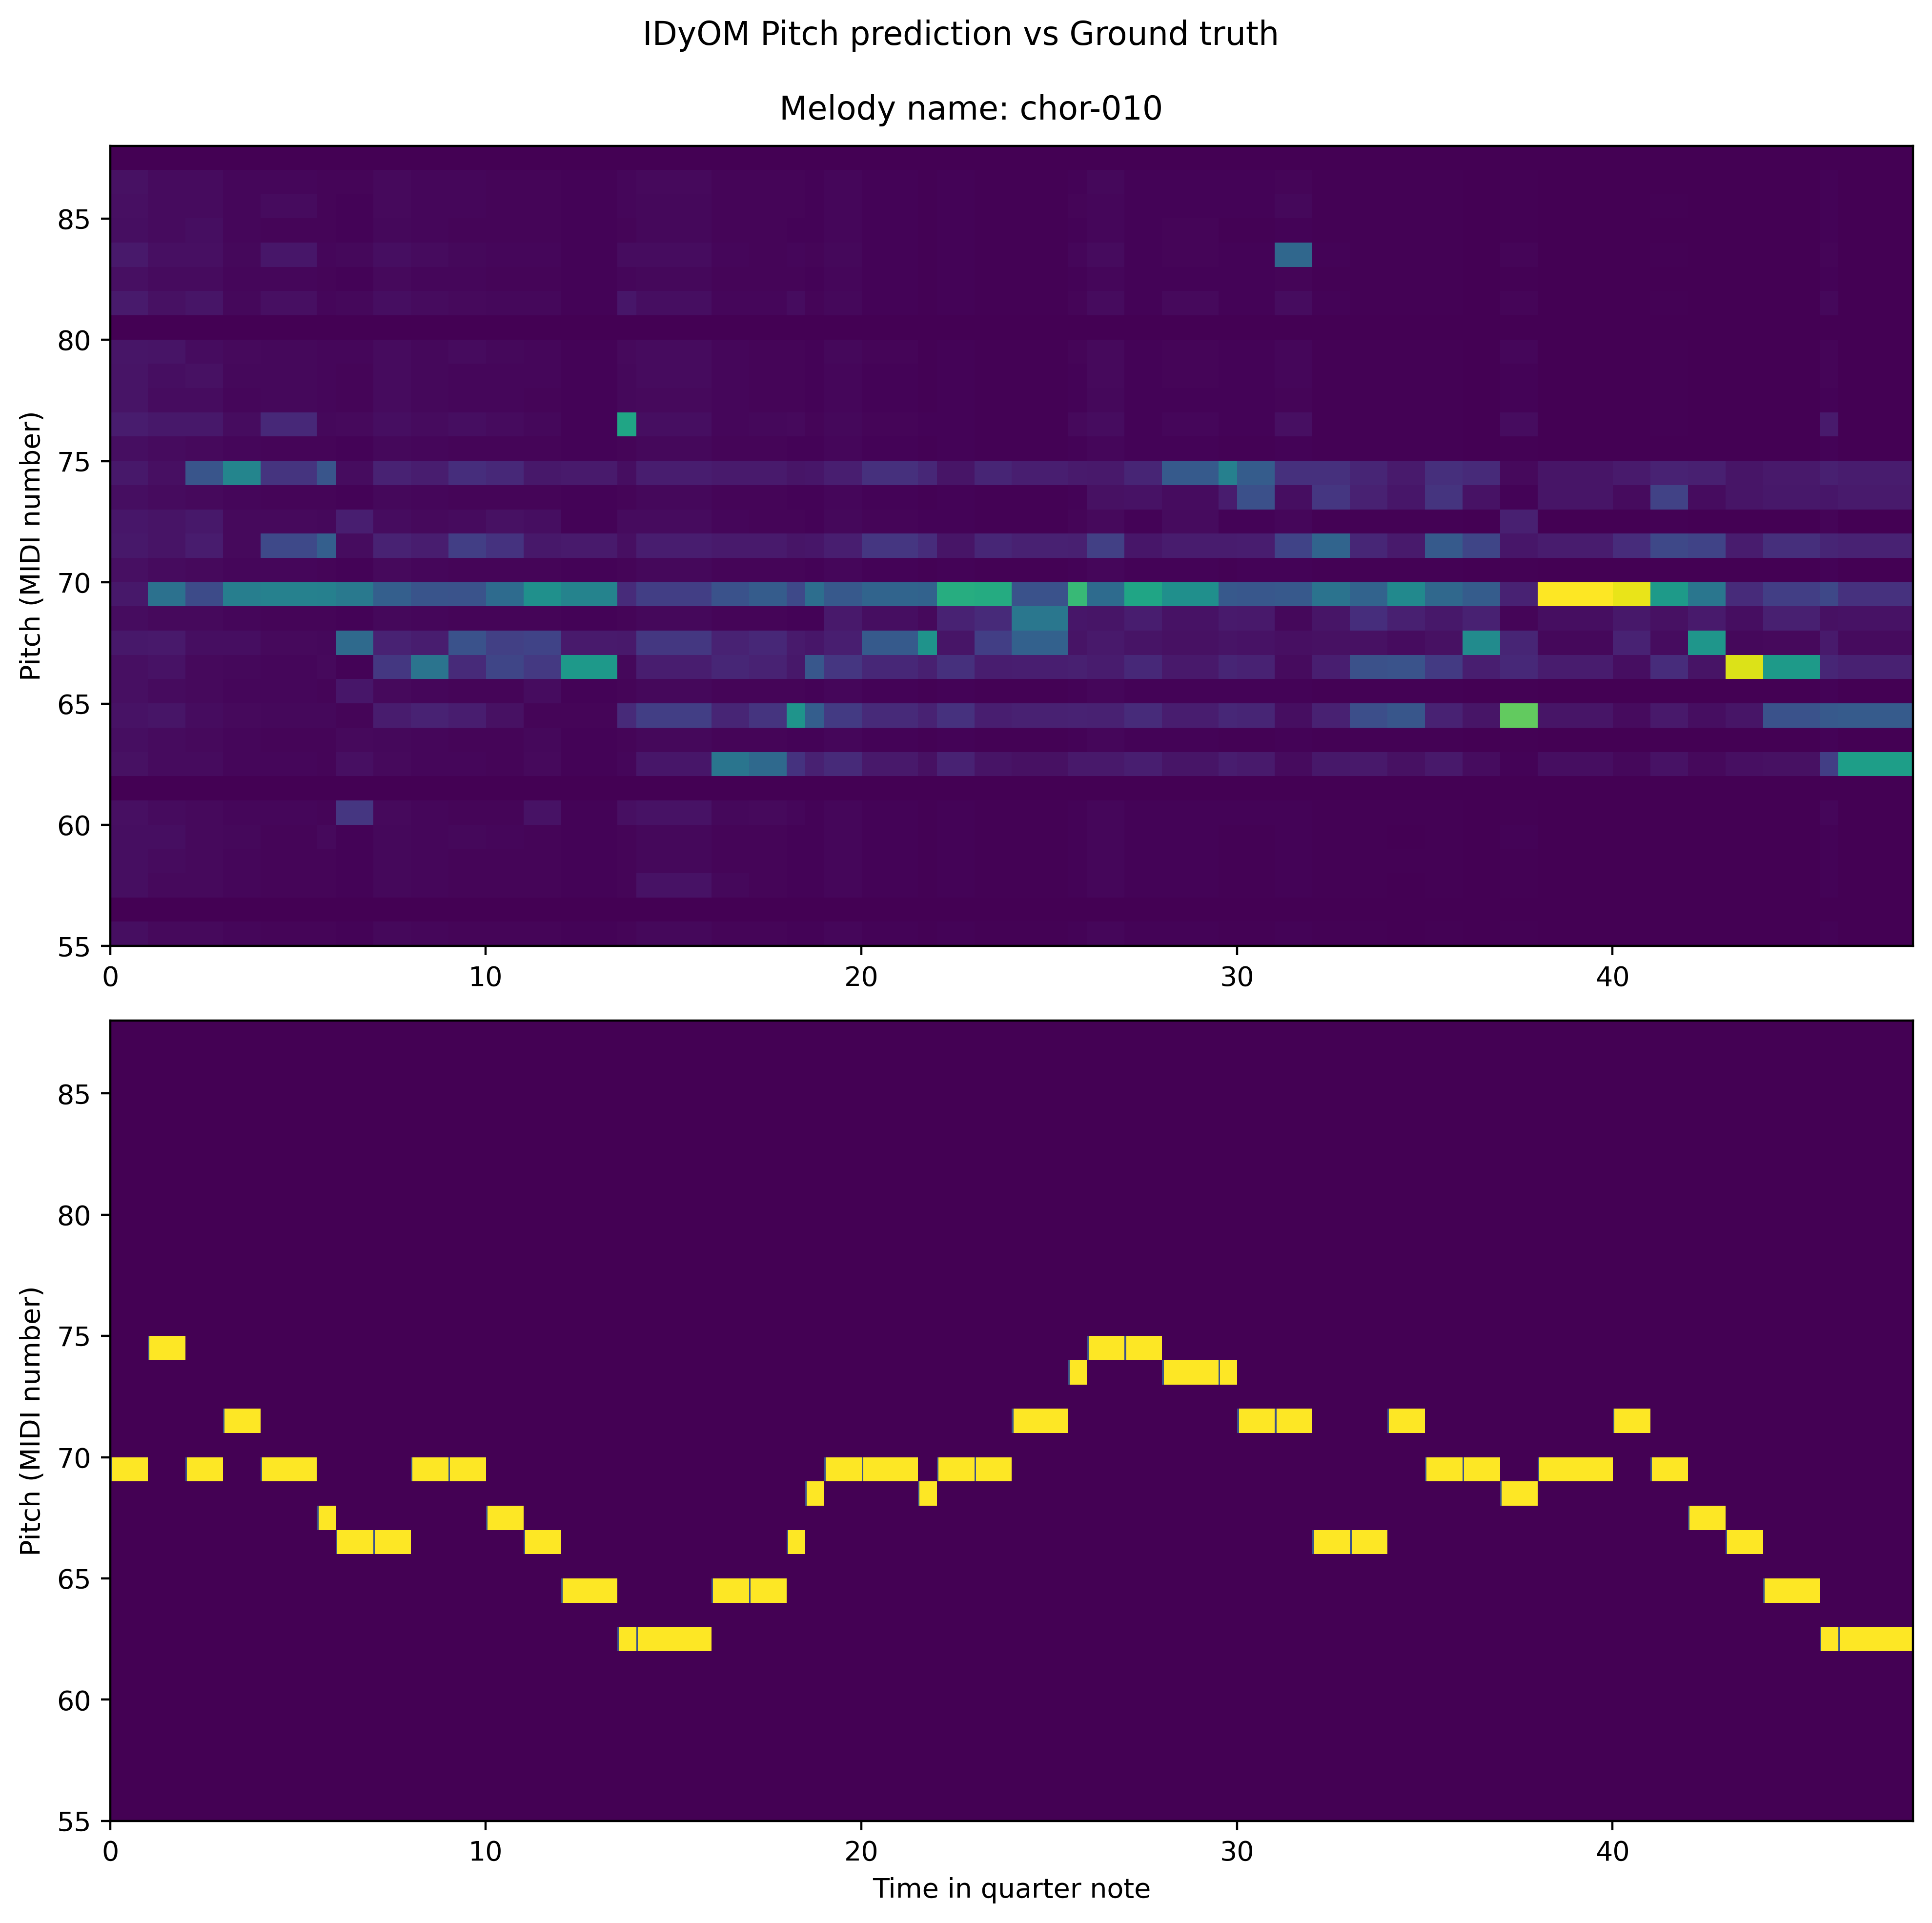 IDyOM Pitch prediction vs Ground truth
Melody name: chor-010
Pitch (MIDI number)
85
80
75
70
65
60
55
0 10 20 30 40
Pitch (MIDI number)
85
80
75
70
65
60
55
0 10 20 30 40
Time in quarter note